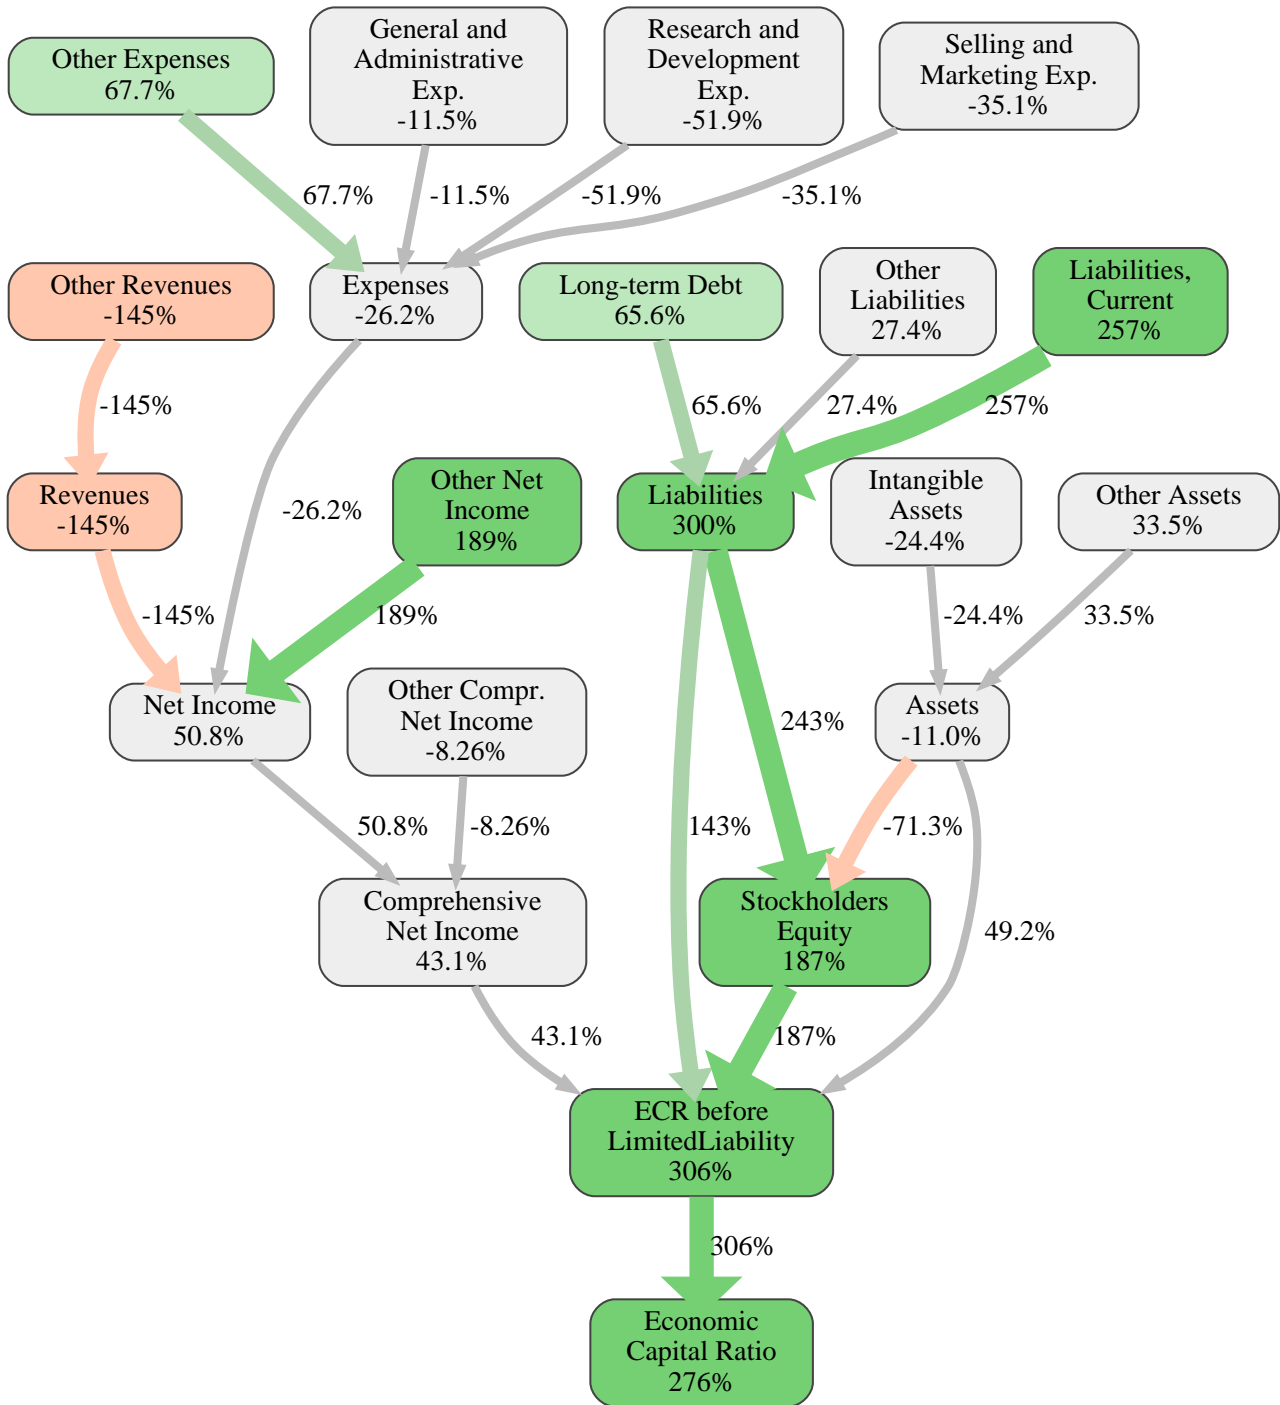 Other Expenses
67.7%
General and
Administrative
Exp.
-11.5%
Research and
Development
Exp.
-51.9%
Selling and
Marketing Exp.
-35.1%
67.7%
-11.5%
-51.9%
-35.1%
Other Revenues
-145%
Expenses
-26.2%
Long-term Debt
65.6%
Other
Liabilities
27.4%
Liabilities,
Current
257%
-145%
65.6%
27.4%
257%
Revenues
-145%
-26.2%
Other Net
Income
189%
Liabilities
300%
Intangible
Assets
-24.4%
Other Assets
33.5%
-145%
189%
-24.4%
33.5%
Net Income
50.8%
Other Compr.
Net Income
-8.26%
243%
Assets
-11.0%
50.8%
-8.26%
143%
-71.3%
Comprehensive
Net Income
43.1%
Stockholders
Equity
187%
49.2%
43.1%
187%
ECR before
LimitedLiability
306%
306%
Economic
Capital Ratio
276%